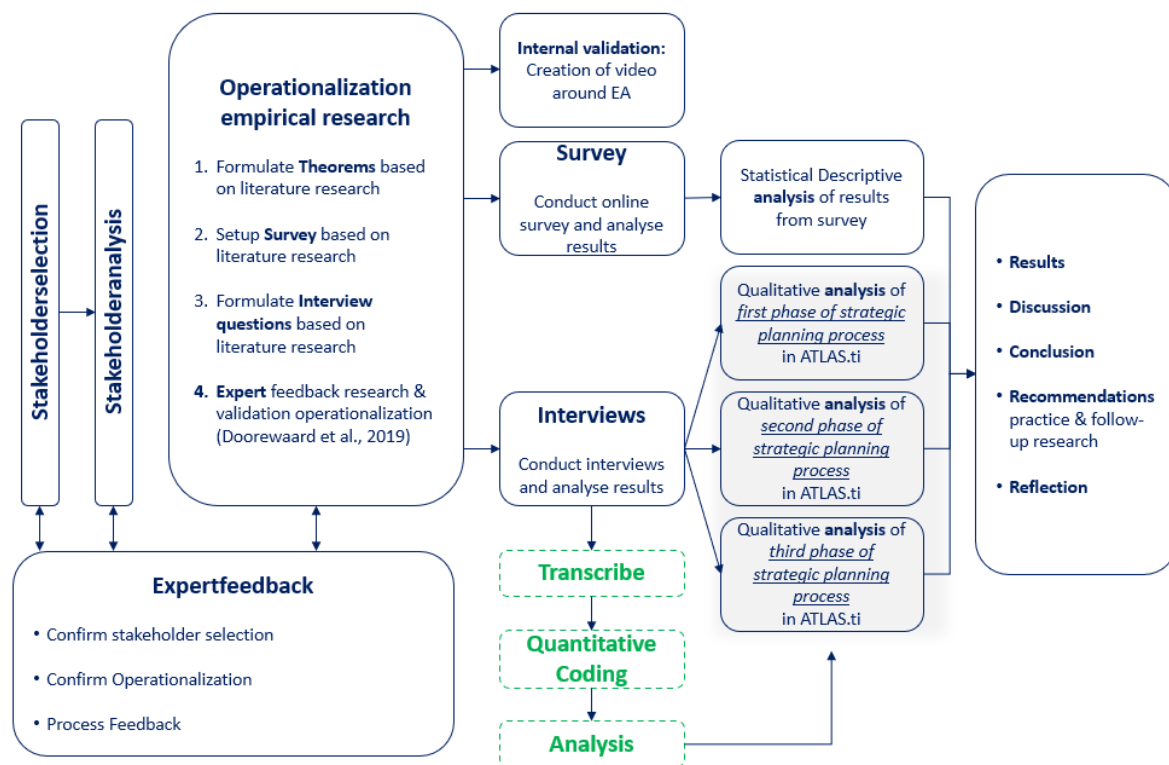 Stakeholderselection
Stakeholderanalysis
Operationalization
empirical research
1. Formulate Theorems based
on literature research
2. Setup Survey based on
literature research
3. Formulate Interview
questions based on
literature research
4. Expert feedback research &
validation operationalization
(Doorewaard et al., 2019)
Expertfeedback
• Confirm stakeholder selection
• Confirm Operationalization
• Process Feedback
Internal validation:
Creation of video
around EA
Survey
Conduct online
survey and analyse
results
Interviews
Conduct interviews
and analyse results
Transcribe
Quantitative
Coding
Analysis
Statistical Descriptive
analysis of results
from survey
Qualitative analysis of
first phase of strategic
planning process
in ATLAS.ti
Qualitative analysis of
second phase of
strategic planning
process
in ATLAS.ti
Qualitative analysis of
third phase of
strategic planning
process
in ATLAS.ti
• Results
• Discussion
• Conclusion
• Recommendations
practice & follow-
up research
• Reflection